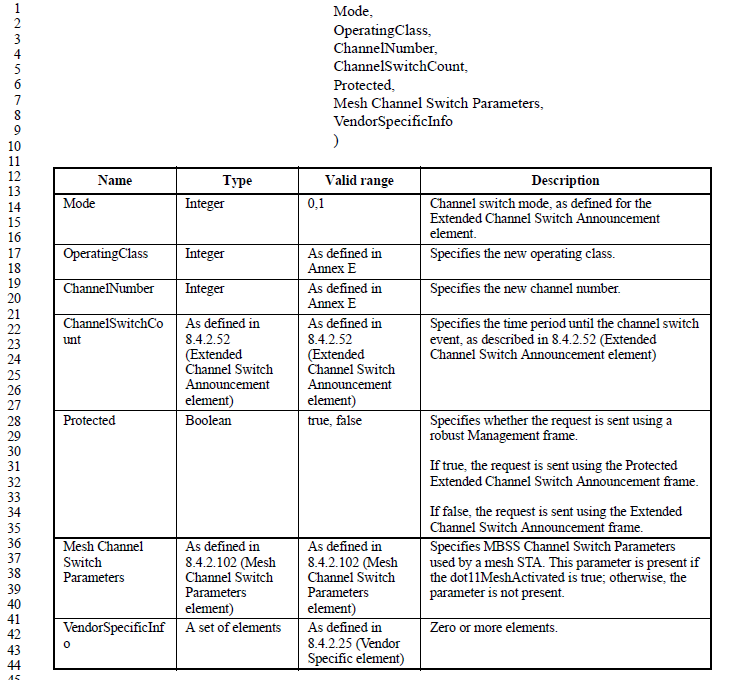 1
2
3
4
5
6
7
8
9
10
11
12
13
14
15
16
17
18
19
20
21
22
23
24
25
26
27
28
29
30
31
32
33
34
35
36
37
38
39
40
41
42
43
44
45
Mode,
OperatingClass,
ChannelNumber,
ChannelSwitchCount,
Protected,
Mesh Channel Switch Parameters,
VendorSpecificInfo
)
Name
Type
Valid range
Description
Mode
Integer
0,1
Channel switch mode, as defined for the
Extended Channel Switch Announcement
element.
OperatingClass
Integer
As defined in
Annex E
Specifies the new operating class.
ChannelNumber
Integer
As defined in
Annex E
Specifies the new channel number.
ChannelSwitchCo
unt
As defined in
8.4.2.52
(Extended
Channel Switch
Announcement
element)
As defined in
8.4.2.52
(Extended
Channel Switch
Announcement
element)
Specifies the time period until the channel switch
event, as described in 8.4.2.52 (Extended
Channel Switch Announcement element)
Protected
Boolean
true, false
Specifies whether the request is sent using a
robust Management frame.
If true, the request is sent using the Protected
Extended Channel Switch Announcement frame.
If false, the request is sent using the Extended
Channel Switch Announcement frame.
Mesh Channel
Switch
Parameters
As defined in
8.4.2.102 (Mesh
Channel Switch
Parameters
element)
As defined in
8.4.2.102 (Mesh
Channel Switch
Parameters
element)
Specifies MBSS Channel Switch Parameters
used by a mesh STA. This parameter is present if
the dot11MeshActivated is true; otherwise, the
parameter is not present.
VendorSpecificInf
o
A set of elements
As defined in
8.4.2.25 (Vendor
Specific element)
Zero or more elements.